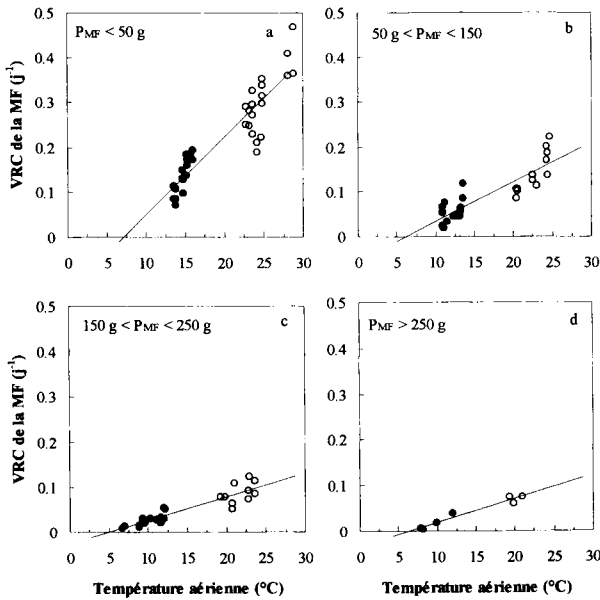 VRC de la MF (j⁻¹)
0.5
0.4
0.3
0.2
0.1
0
PMF < 50 g
a
0 5 10 15 20 25 30
0.5
0.4
0.3
0.2
0.1
0
50 g < PMF < 150
b
0 5 10 15 20 25 30
VRC de la MF (j⁻¹)
0.5
0.4
0.3
0.2
0.1
0
150 g < PMF < 250 g
c
0 5 10 15 20 25 30
Température aérienne (°C)
0.5
0.4
0.3
0.2
0.1
0
PMF > 250 g
d
0 5 10 15 20 25 30
Température aérienne (°C)